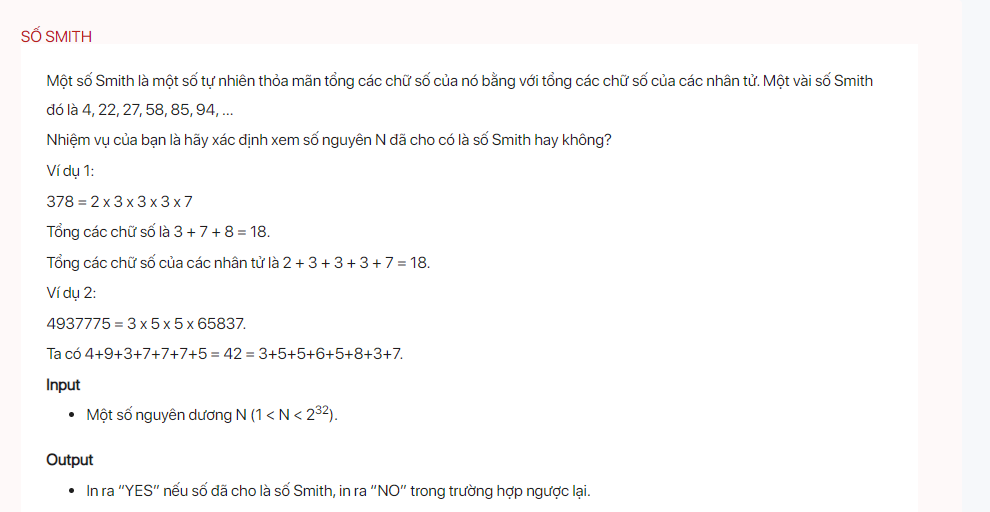 SỐ SMITH
Một số Smith là một số tự nhiên thỏa mãn tổng các chữ số của nó bằng với tổng các chữ số của các nhân tử. Một vài số Smith
đó là 4, 22, 27, 58, 85, 94, ...
Nhiệm vụ của bạn là hãy xác định xem số nguyên N đã cho có là số Smith hay không?
Ví dụ 1:
378 = 2 x 3 x 3 x 3 x 7
Tổng các chữ số là 3 + 7 + 8 = 18.
Tổng các chữ số của các nhân tử là 2 + 3 + 3 + 3 + 7 = 18.
Ví dụ 2:
4937775 = 3 x 5 x 5 x 65837.
Ta có 4+9+3+7+7+7+5 = 42 = 3+5+5+6+5+8+3+7.
Input
• Một số nguyên dương N (1 < N < 2³²).
Output
• In ra "YES" nếu số đã cho là số Smith, in ra "NO" trong trường hợp ngược lại.